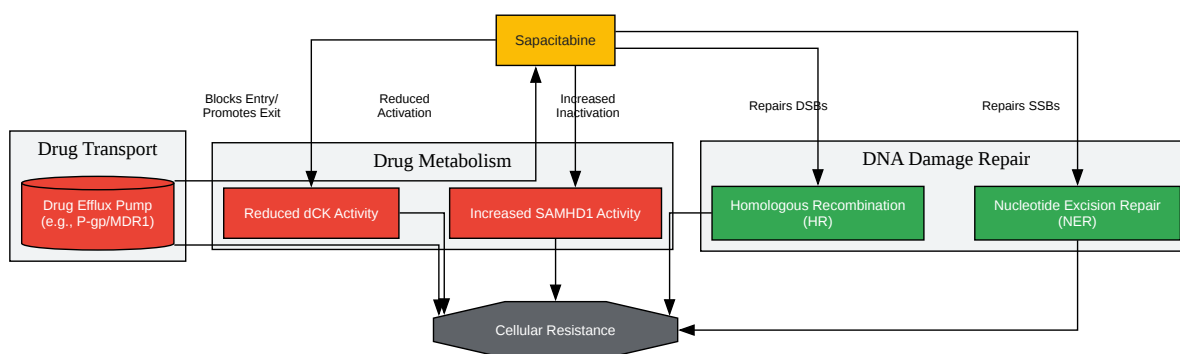 Sapacitabine
Blocks Entry/
Promotes Exit
Reduced
Activation
Increased
Inactivation
Repairs DSBs
Repairs SSBs
Drug Transport
Drug Efflux Pump
(e.g., P-gp/MDR1)
Drug Metabolism
Reduced dCK Activity
Increased SAMHD1 Activity
DNA Damage Repair
Homologous Recombination
(HR)
Nucleotide Excision Repair
(NER)
Cellular Resistance